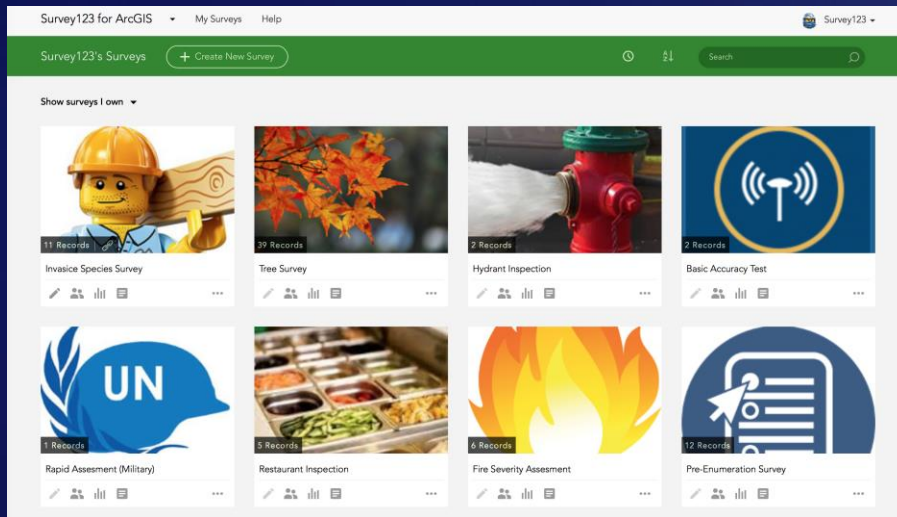 Survey123 for ArcGIS My Surveys Help Survey123
Survey123's Surveys + Create New Survey Search
Show surveys I own
11 Records
39 Records
2 Records
2 Records
Invasice Species Survey
Tree Survey
Hydrant Inspection
Basic Accuracy Test
UN
1 Records
5 Records
6 Records
12 Records
Rapid Assesment (Military)
Restaurant Inspection
Fire Severity Assesment
Pre-Enumeration Survey